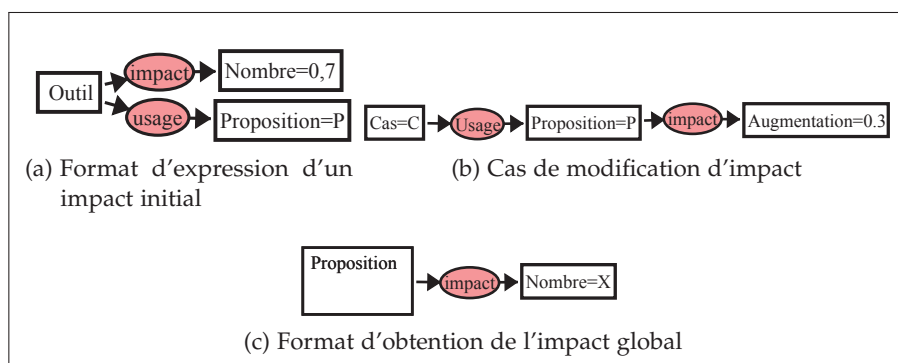 impact
Nombre=0,7
Outil
usage
Proposition=P
(a) Format d'expression d'un
impact initial
Cas=C
Usage
Proposition=P
impact
Augmentation=0.3
(b) Cas de modification d'impact
Proposition
impact
Nombre=X
(c) Format d'obtention de l'impact global